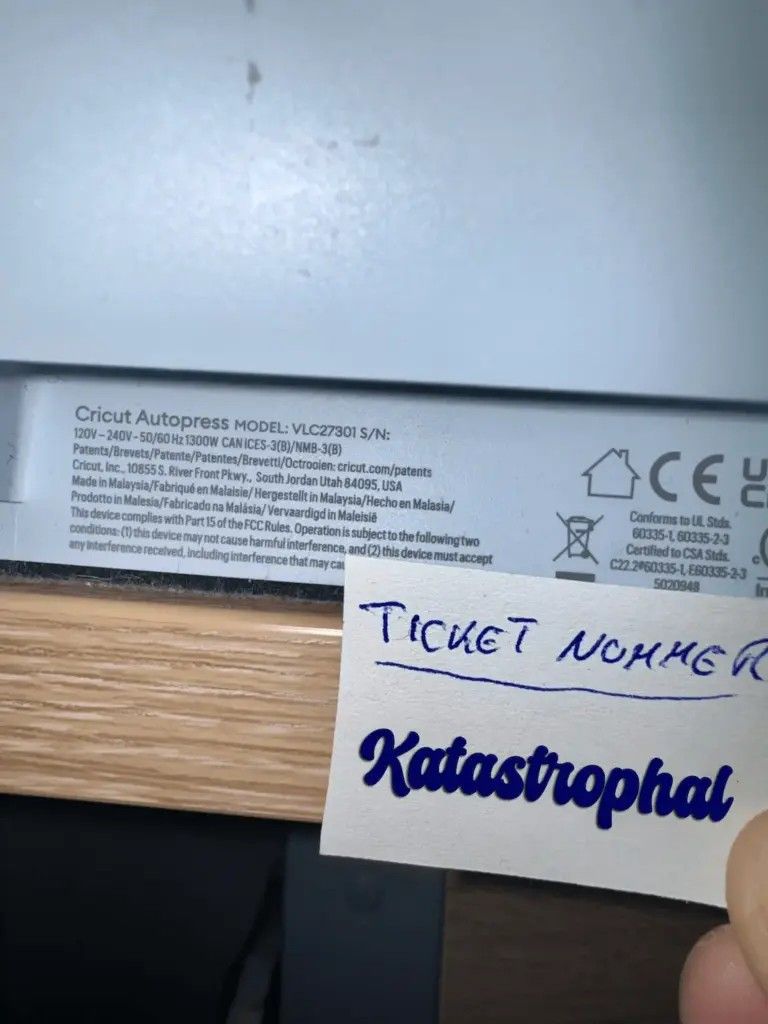 Cricut Autopress MODEL: VLC27301 S/N:
120V – 240V - 50/60 Hz 1300W CAN ICES-3(B)/NMB-3(B)
Patents/Brevets/Patente/Patentes/Brevetti/Octrooien: cricut.com/patents
Cricut, Inc., 10855 S. River Front Pkwy., South Jordan Utah 84095, USA
Made in Malaysia/Fabriqué en Malaisie/ Hergestellt in Malaysia/Hecho en Malasia/
Prodotto in Malesia/Fabricado na Malásia/ Vervaardigd in Maleisië
This device complies with Part 15 of the FCC Rules. Operation is subject to the following two
conditions: (1) this device may not cause harmful interference, and (2) this device must accept
any interference received, including interference that may
CE
Conforms to UL Stds.
60335-1, 60335-2-3
Certified to CSA Stds.
C22.2#60335-1, E60335-2-3
5020948
TICKET NUMMER
Katastrophal